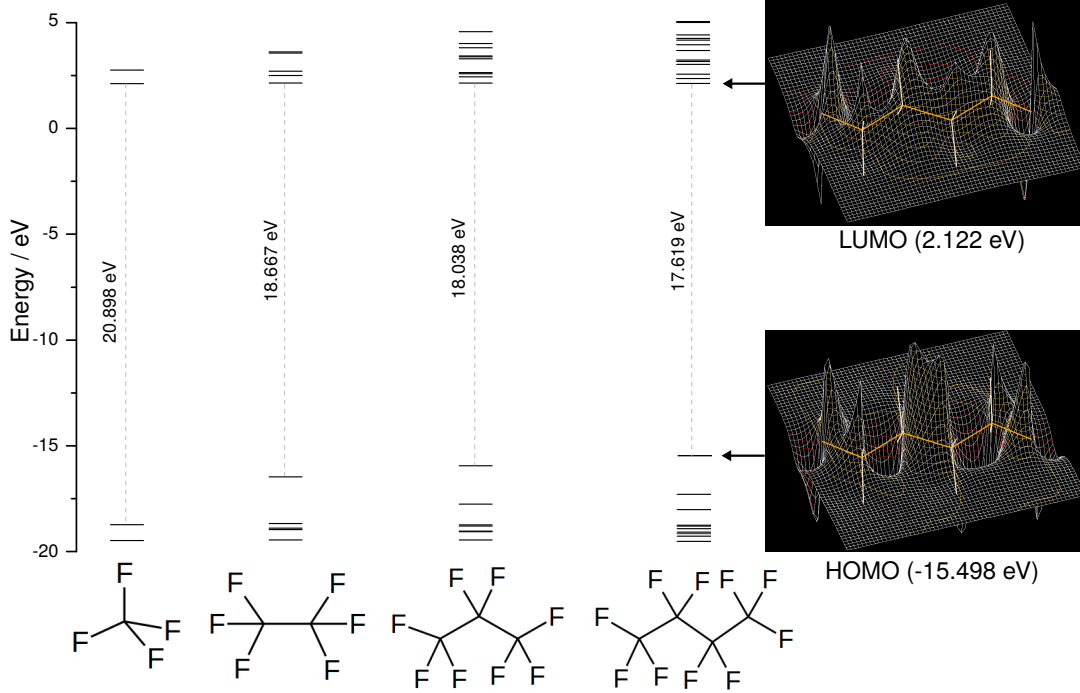 Energy / eV
5
0
-5
-10
-15
-20
20.898 eV
18.667 eV
18.038 eV
17.619 eV
LUMO (2.122 eV)
HOMO (-15.498 eV)
F
F F
F
F F
F F
F F
F F
F F
F F F F
F F F F
F F
F F F F